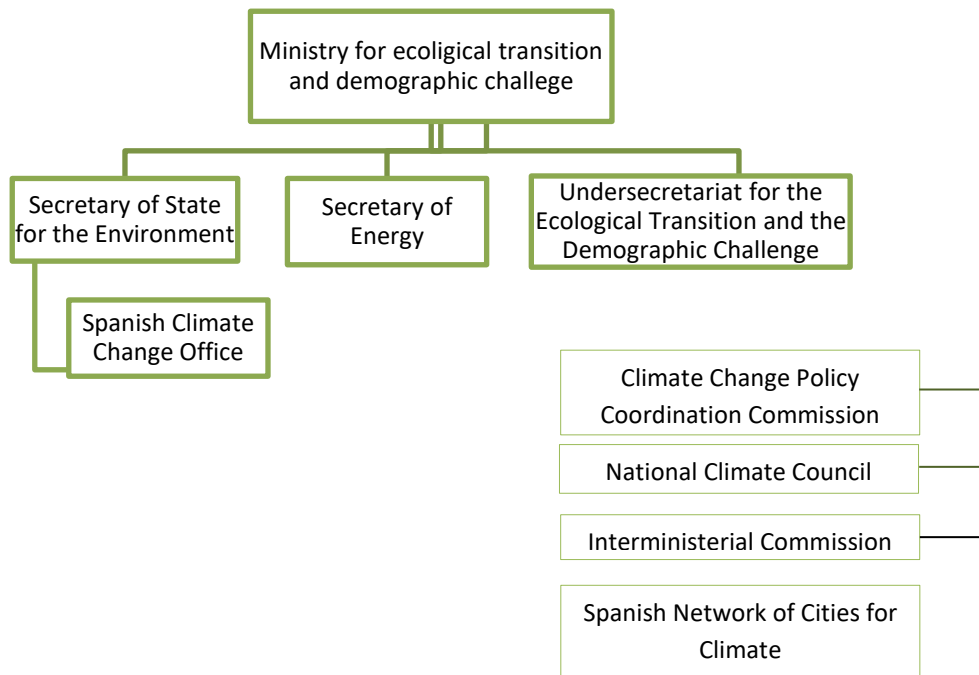 Ministry for ecoligical transition
and demographic challege
Secretary of State
for the Environment
Secretary of
Energy
Undersecretariat for the
Ecological Transition and the
Demographic Challenge
Spanish Climate
Change Office
Climate Change Policy
Coordination Commission
National Climate Council
Interministerial Commission
Spanish Network of Cities for
Climate